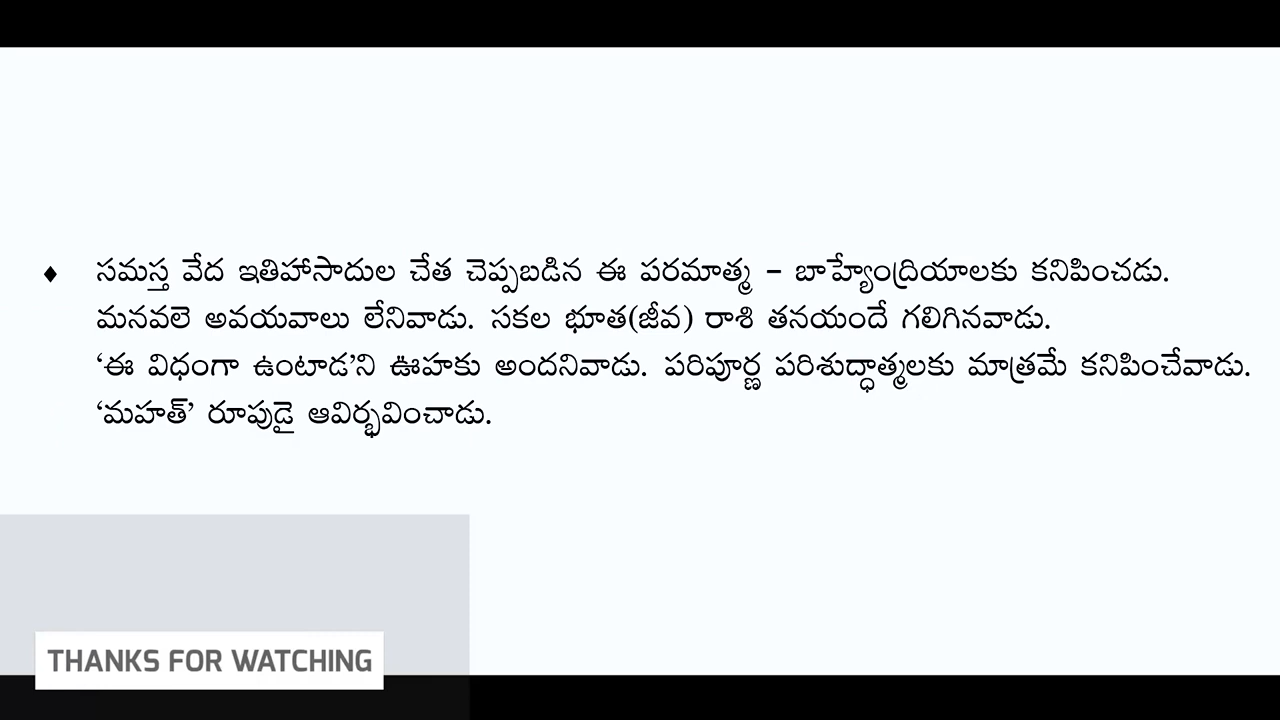 ♦ సమస్త వేద ఇతిహాసాదుల చేత చెప్పబడిన ఈ పరమాత్మ – బాహ్యేంద్రియాలకు కనిపించడు.
మనవలె అవయవాలు లేనివాడు. సకల భూత(జీవ) రాశి తనయందే గలిగినవాడు.
‘ఈ విధంగా ఉంటాడ’ని ఊహకు అందనివాడు. పరిపూర్ణ పరిశుద్ధాత్మలకు మాత్రమే కనిపించేవాడు.
‘మహత్’ రూపుడై ఆవిర్భవించాడు.
THANKS FOR WATCHING